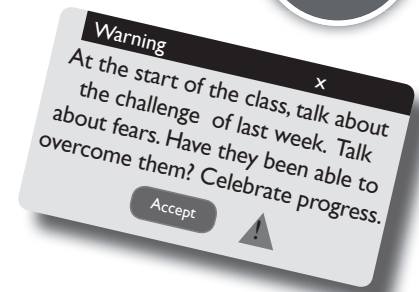 Warning
x
At the start of the class, talk about
the challenge of last week. Talk
about fears. Have they been able to
overcome them? Celebrate progress.
Accept
!